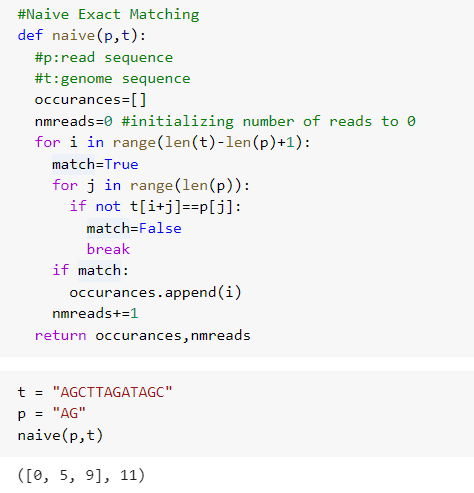 #Naive Exact Matching
def naive(p,t):
  #p:read sequence
  #t:genome sequence
  occurances=[]
  nmreads=0 #initializing number of reads to 0
  for i in range(len(t)-len(p)+1):
    match=True
    for j in range(len(p)):
      if not t[i+j]==p[j]:
        match=False
        break
    if match:
      occurances.append(i)
    nmreads+=1
  return occurances,nmreads
t = "AGCTTAGATAGC"
p = "AG"
naive(p,t)
([0, 5, 9], 11)